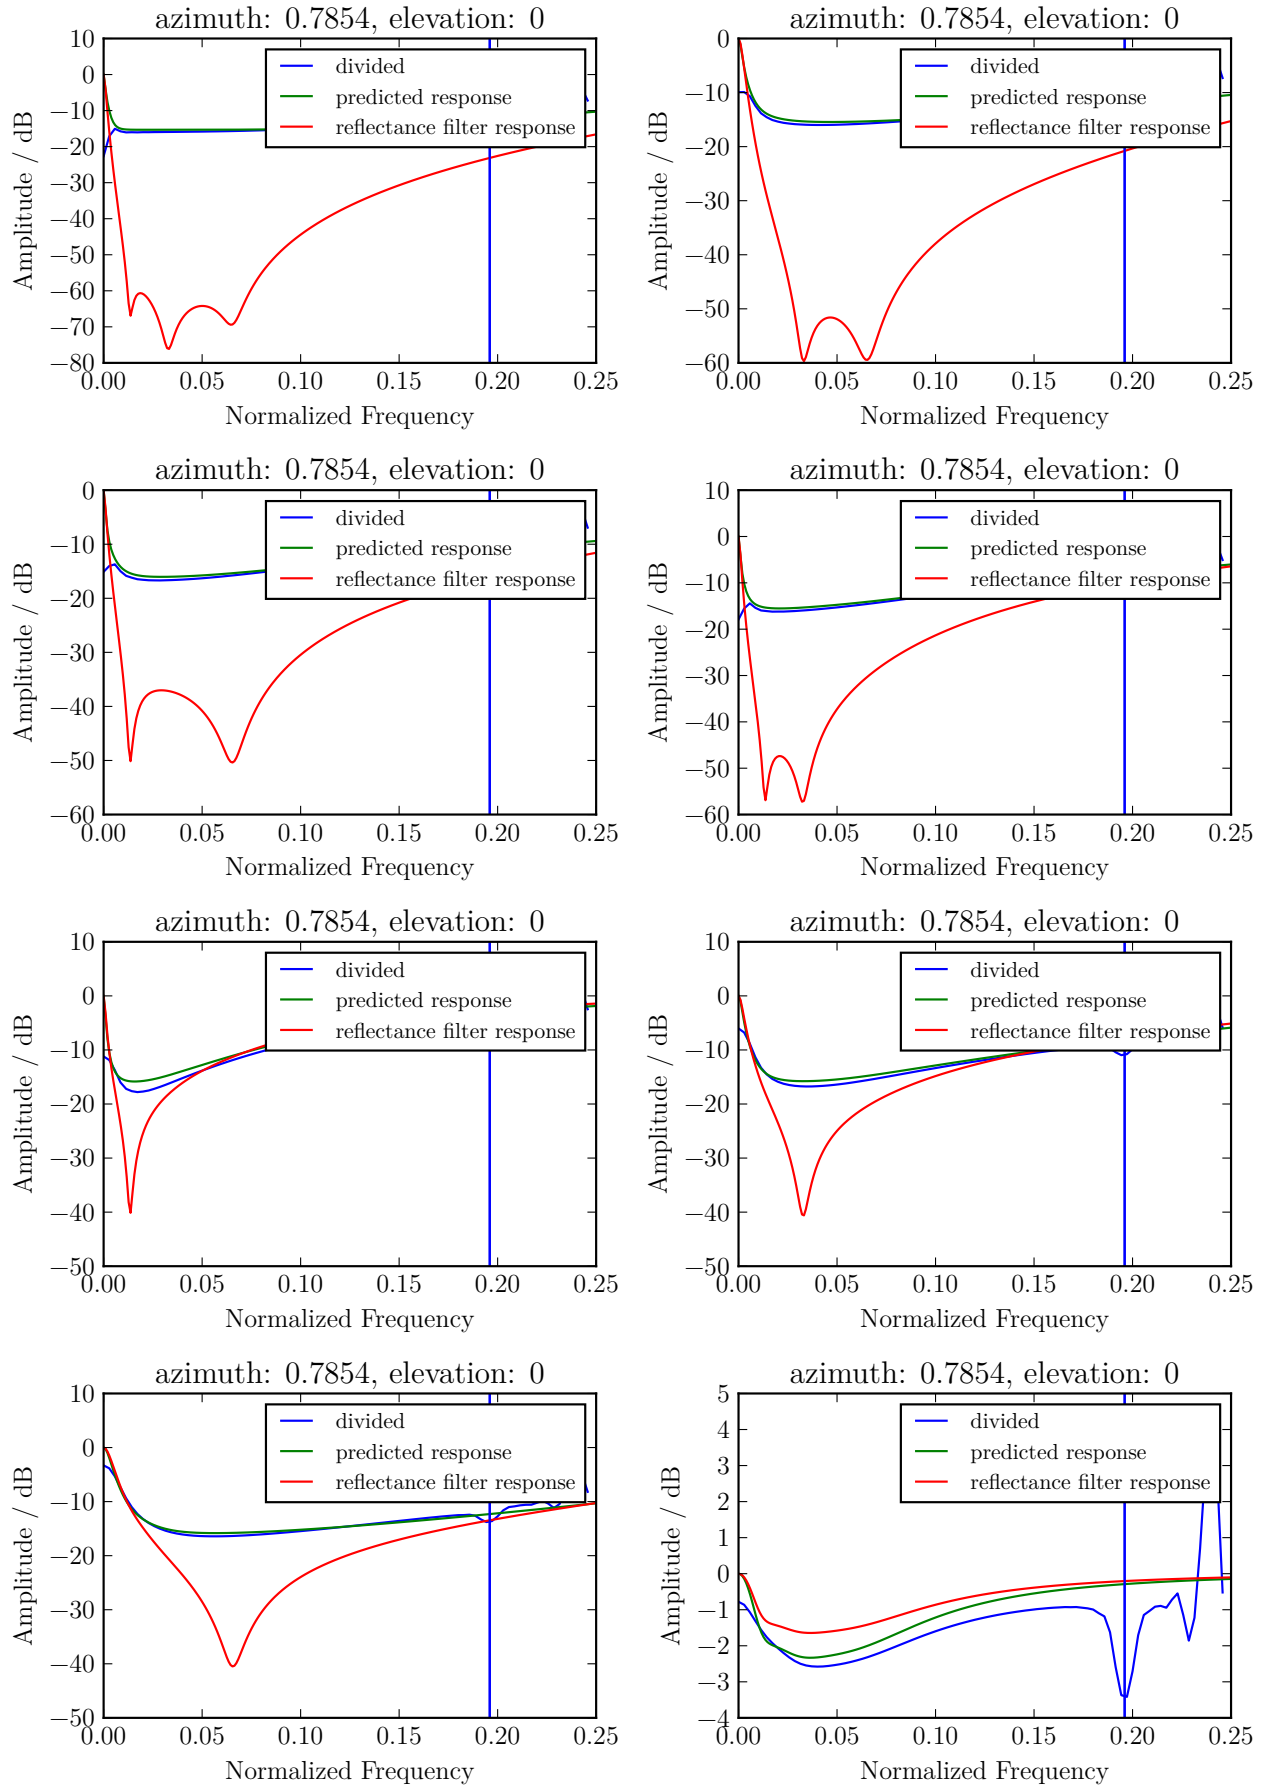 azimuth: 0.7854, elevation: 0
10
0
−10
−20
−30
−40
−50
−60
−70
−80
0.00 0.05 0.10 0.15 0.20 0.25
Normalized Frequency
Amplitude / dB
divided
predicted response
reflectance filter response
azimuth: 0.7854, elevation: 0
0
−10
−20
−30
−40
−50
−60
0.00 0.05 0.10 0.15 0.20 0.25
Normalized Frequency
Amplitude / dB
divided
predicted response
reflectance filter response
azimuth: 0.7854, elevation: 0
0
−10
−20
−30
−40
−50
−60
0.00 0.05 0.10 0.15 0.20 0.25
Normalized Frequency
Amplitude / dB
divided
predicted response
reflectance filter response
azimuth: 0.7854, elevation: 0
10
0
−10
−20
−30
−40
−50
−60
0.00 0.05 0.10 0.15 0.20 0.25
Normalized Frequency
Amplitude / dB
divided
predicted response
reflectance filter response
azimuth: 0.7854, elevation: 0
10
0
−10
−20
−30
−40
−50
0.00 0.05 0.10 0.15 0.20 0.25
Normalized Frequency
Amplitude / dB
divided
predicted response
reflectance filter response
azimuth: 0.7854, elevation: 0
10
0
−10
−20
−30
−40
−50
0.00 0.05 0.10 0.15 0.20 0.25
Normalized Frequency
Amplitude / dB
divided
predicted response
reflectance filter response
azimuth: 0.7854, elevation: 0
10
0
−10
−20
−30
−40
−50
0.00 0.05 0.10 0.15 0.20 0.25
Normalized Frequency
Amplitude / dB
divided
predicted response
reflectance filter response
azimuth: 0.7854, elevation: 0
5
4
3
2
1
0
−1
−2
−3
−4
0.00 0.05 0.10 0.15 0.20 0.25
Normalized Frequency
Amplitude / dB
divided
predicted response
reflectance filter response